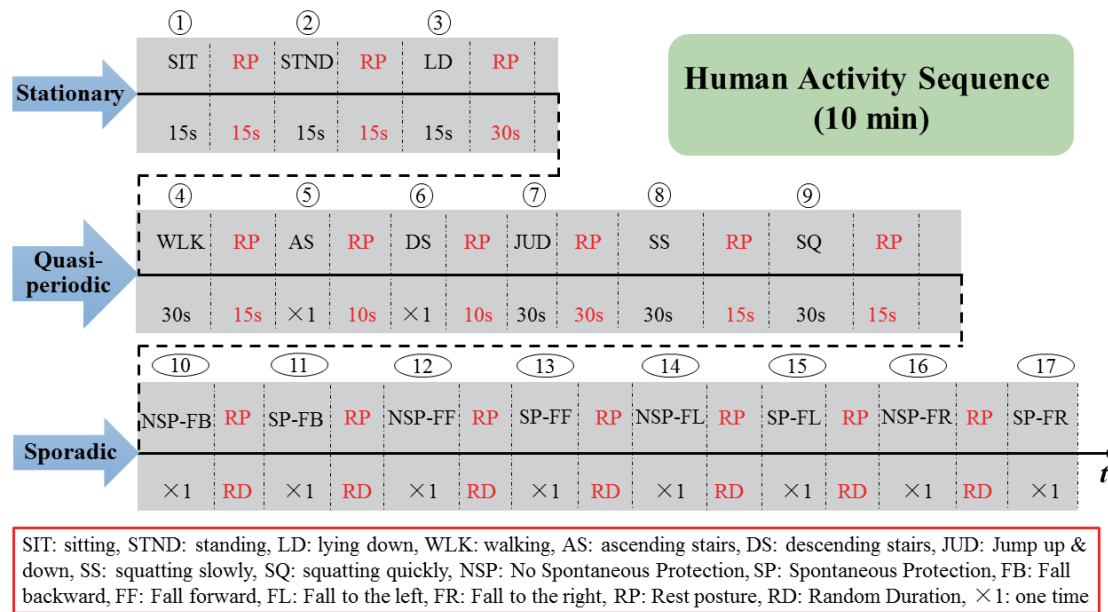 ① ② ③
SIT RP STND RP LD RP
Stationary
15s 15s 15s 15s 15s 30s
Human Activity Sequence
(10 min)
④ ⑤ ⑥ ⑦ ⑧ ⑨
WLK RP AS RP DS RP JUD RP SS RP SQ RP
Quasi-
periodic
30s 15s ×1 10s ×1 10s 30s 30s 30s 15s 30s 15s
10 11 12 13 14 15 16 17
NSP-FB RP SP-FB RP NSP-FF RP SP-FF RP NSP-FL RP SP-FL RP NSP-FR RP SP-FR
Sporadic
t
×1 RD ×1 RD ×1 RD ×1 RD ×1 RD ×1 RD ×1 RD ×1
SIT: sitting, STND: standing, LD: lying down, WLK: walking, AS: ascending stairs, DS: descending stairs, JUD: Jump up &
down, SS: squatting slowly, SQ: squatting quickly, NSP: No Spontaneous Protection, SP: Spontaneous Protection, FB: Fall
backward, FF: Fall forward, FL: Fall to the left, FR: Fall to the right, RP: Rest posture, RD: Random Duration, ×1: one time